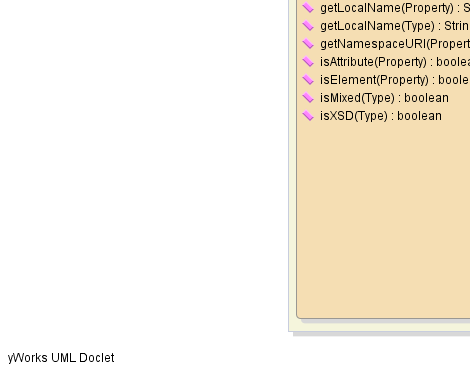 getLocalName(Property) : S
getLocalName(Type) : Strin
getNamespaceURI(Propert
isAttribute(Property) : boolea
isElement(Property) : boole
isMixed(Type) : boolean
isXSD(Type) : boolean
yWorks UML Doclet